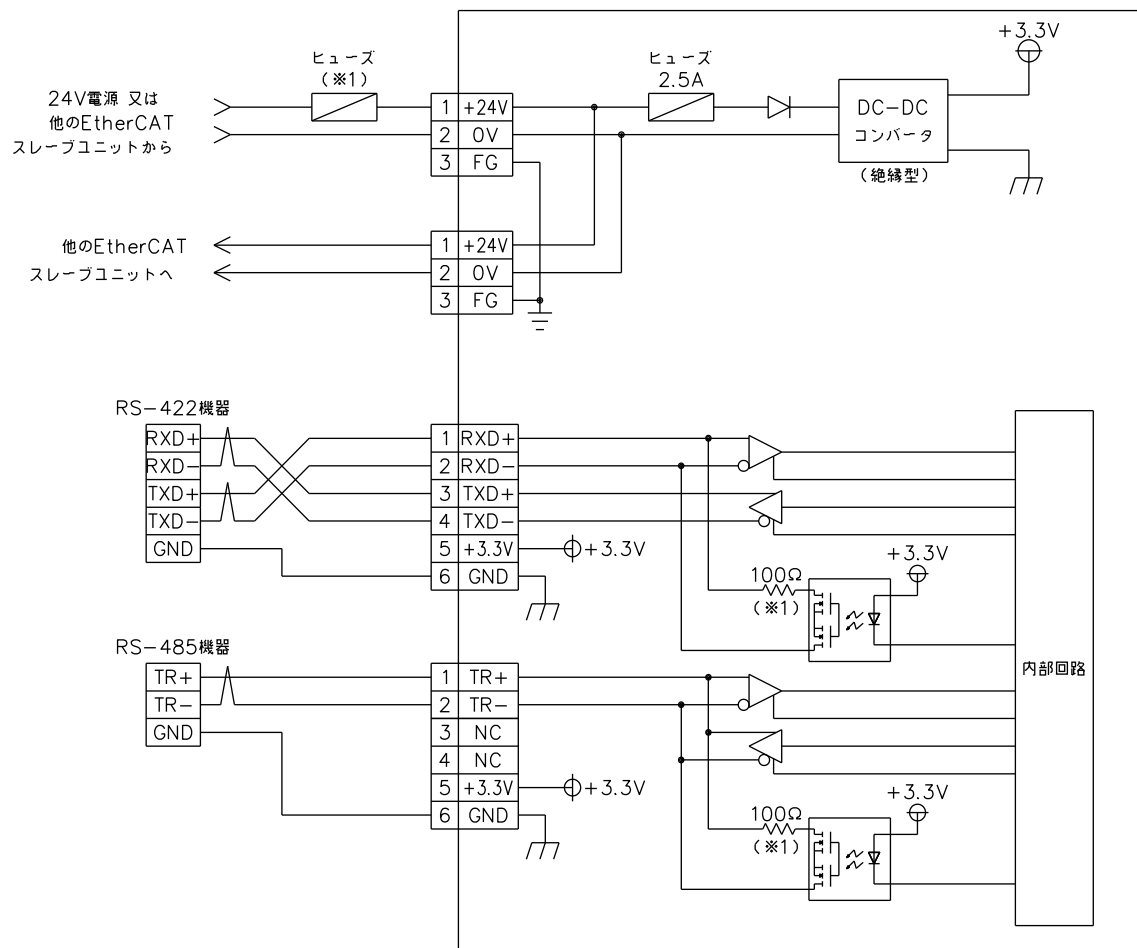 +3.3V
ヒューズ
(※1)
ヒューズ
2.5A
24V電源 又は
他のEtherCAT
スレーブユニットから
1 +24V
2 0V
3 FG
DC-DC
コンバータ
(絶縁型)
他のEtherCAT
スレーブユニットへ
1 +24V
2 0V
3 FG
RS-422機器
RXD+
RXD-
TXD+
TXD-
GND
1 RXD+
2 RXD-
3 TXD+
4 TXD-
5 +3.3V
6 GND
+3.3V
+3.3V
100Ω
(※1)
内部回路
RS-485機器
TR+
TR-
GND
1 TR+
2 TR-
3 NC
4 NC
5 +3.3V
6 GND
+3.3V
+3.3V
100Ω
(※1)